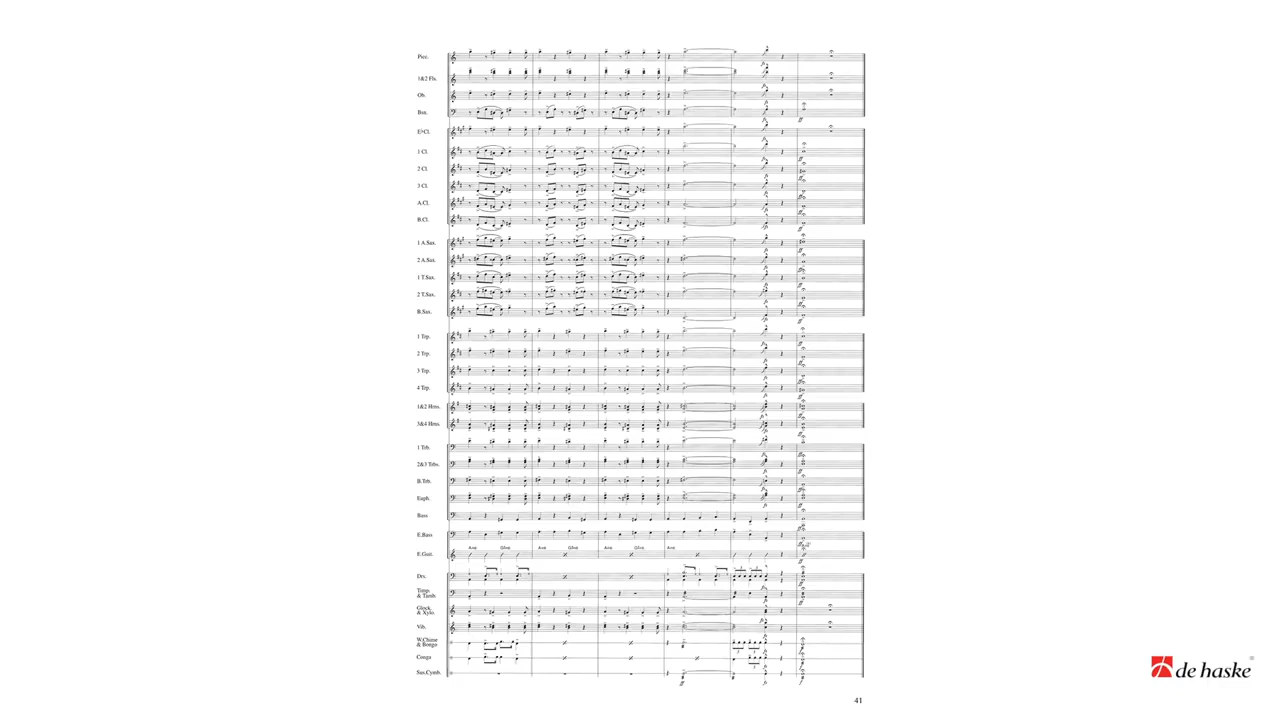 Picc.
1&2 Fls.
Ob.
Bsn.
E♭Cl.
1 Cl.
2 Cl.
3 Cl.
A.Cl.
B.Cl.
1 A.Sax.
2 A.Sax.
1 T.Sax.
2 T.Sax.
B.Sax.
1 Trp.
2 Trp.
3 Trp.
4 Trp.
1&2 Hrns.
3&4 Hrns.
1 Trb.
2&3 Trbs.
B.Trb.
Euph.
Bass
E.Bass
E.Guit.
Drs.
Timp.
& Tamb.
Glock.
& Xylo.
Vib.
W.Chime
& Bongo
Conga
Sus.Cymb.
41
de haske®